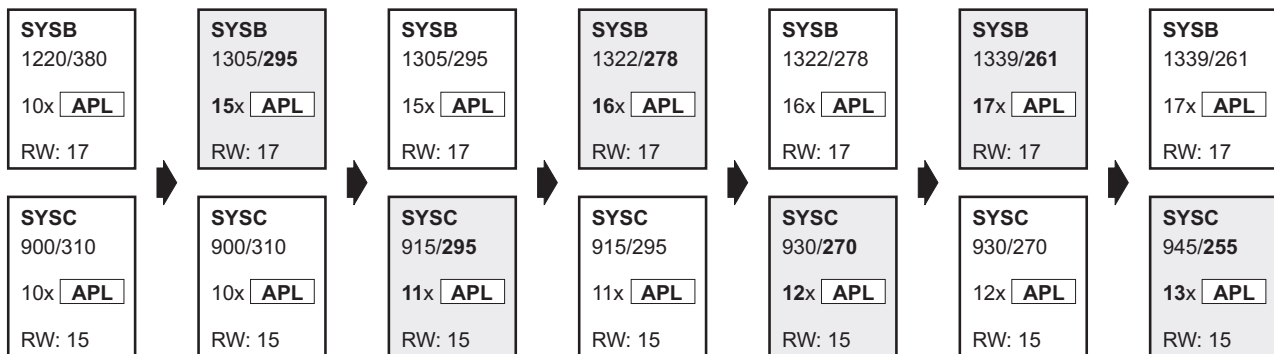 SYSB
1220/380
10x APL
RW: 17
SYSB
1305/295
15x APL
RW: 17
SYSB
1305/295
15x APL
RW: 17
SYSB
1322/278
16x APL
RW: 17
SYSB
1322/278
16x APL
RW: 17
SYSB
1339/261
17x APL
RW: 17
SYSB
1339/261
17x APL
RW: 17
SYSC
900/310
10x APL
RW: 15
SYSC
900/310
10x APL
RW: 15
SYSC
915/295
11x APL
RW: 15
SYSC
915/295
11x APL
RW: 15
SYSC
930/270
12x APL
RW: 15
SYSC
930/270
12x APL
RW: 15
SYSC
945/255
13x APL
RW: 15